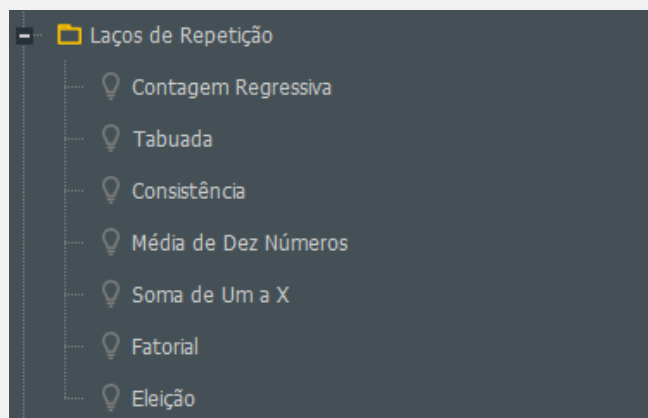 Laços de Repetição
Contagem Regressiva
Tabuada
Consistência
Média de Dez Números
Soma de Um a X
Fatorial
Eleição